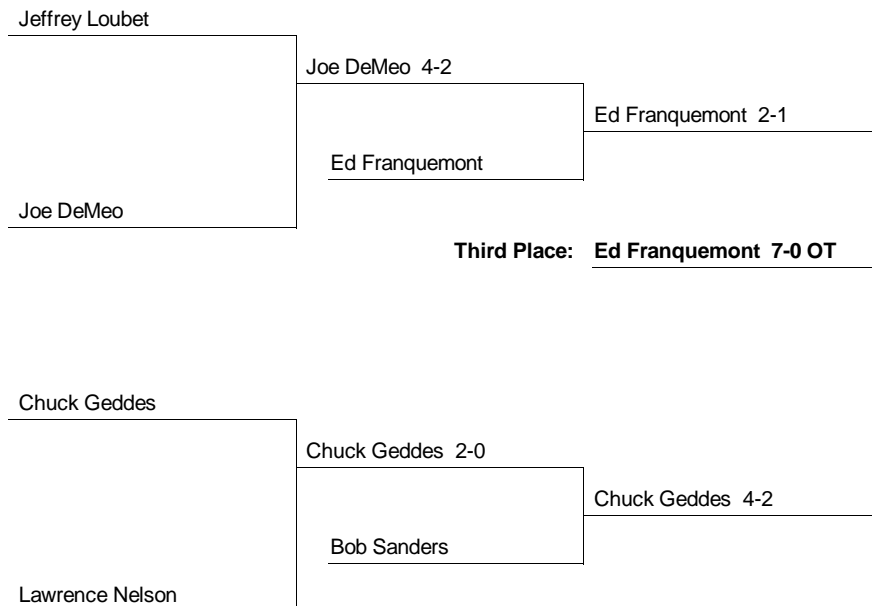 Jeffrey Loubet
Joe DeMeo 4-2
Ed Franquemont 2-1
Ed Franquemont
Joe DeMeo
Third Place: Ed Franquemont 7-0 OT
Chuck Geddes
Chuck Geddes 2-0
Chuck Geddes 4-2
Bob Sanders
Lawrence Nelson